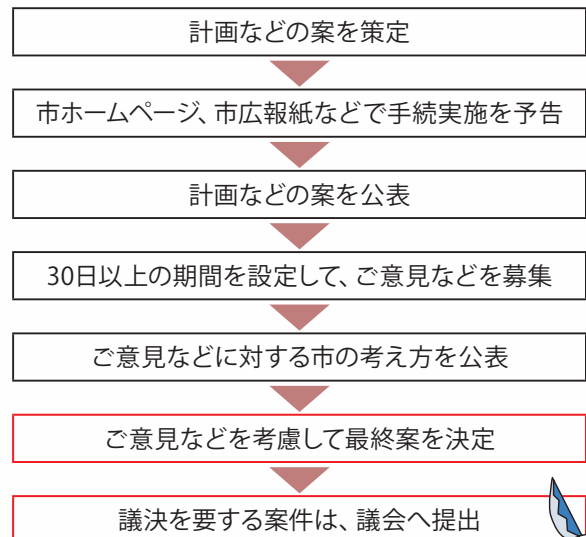 計画などの案を策定
市ホームページ、市広報紙などで手続実施を予告
計画などの案を公表
30日以上の期間を設定して、ご意見などを募集
ご意見などに対する市の考え方を公表
ご意見などを考慮して最終案を決定
議決を要する案件は、議会へ提出